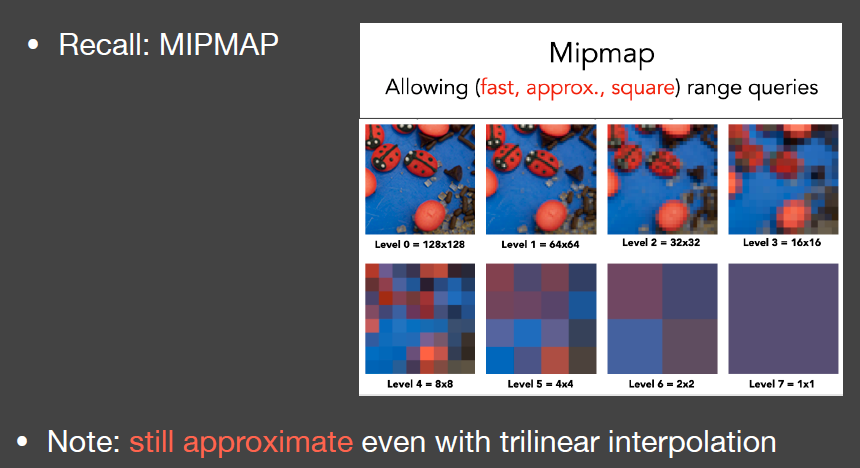 • Recall: MIPMAP
Mipmap
Allowing (fast, approx., square) range queries
Level 0 = 128x128
Level 1 = 64x64
Level 2 = 32x32
Level 3 = 16x16
Level 4 = 8x8
Level 5 = 4x4
Level 6 = 2x2
Level 7 = 1x1
• Note: still approximate even with trilinear interpolation